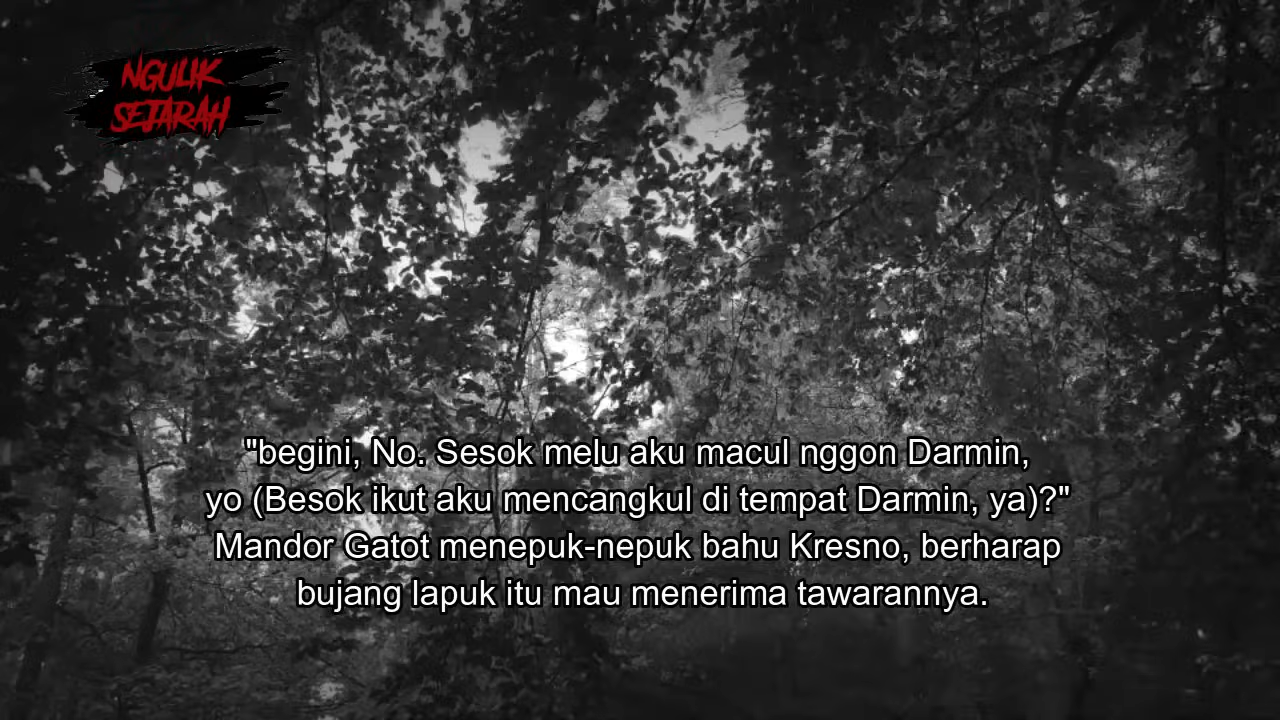 NGULIK
SEJARAH
"begini, No. Sesok melu aku macul nggon Darmin,
yo (Besok ikut aku mencangkul di tempat Darmin, ya)?"
Mandor Gatot menepuk-nepuk bahu Kresno, berharap
bujang lapuk itu mau menerima tawarannya.